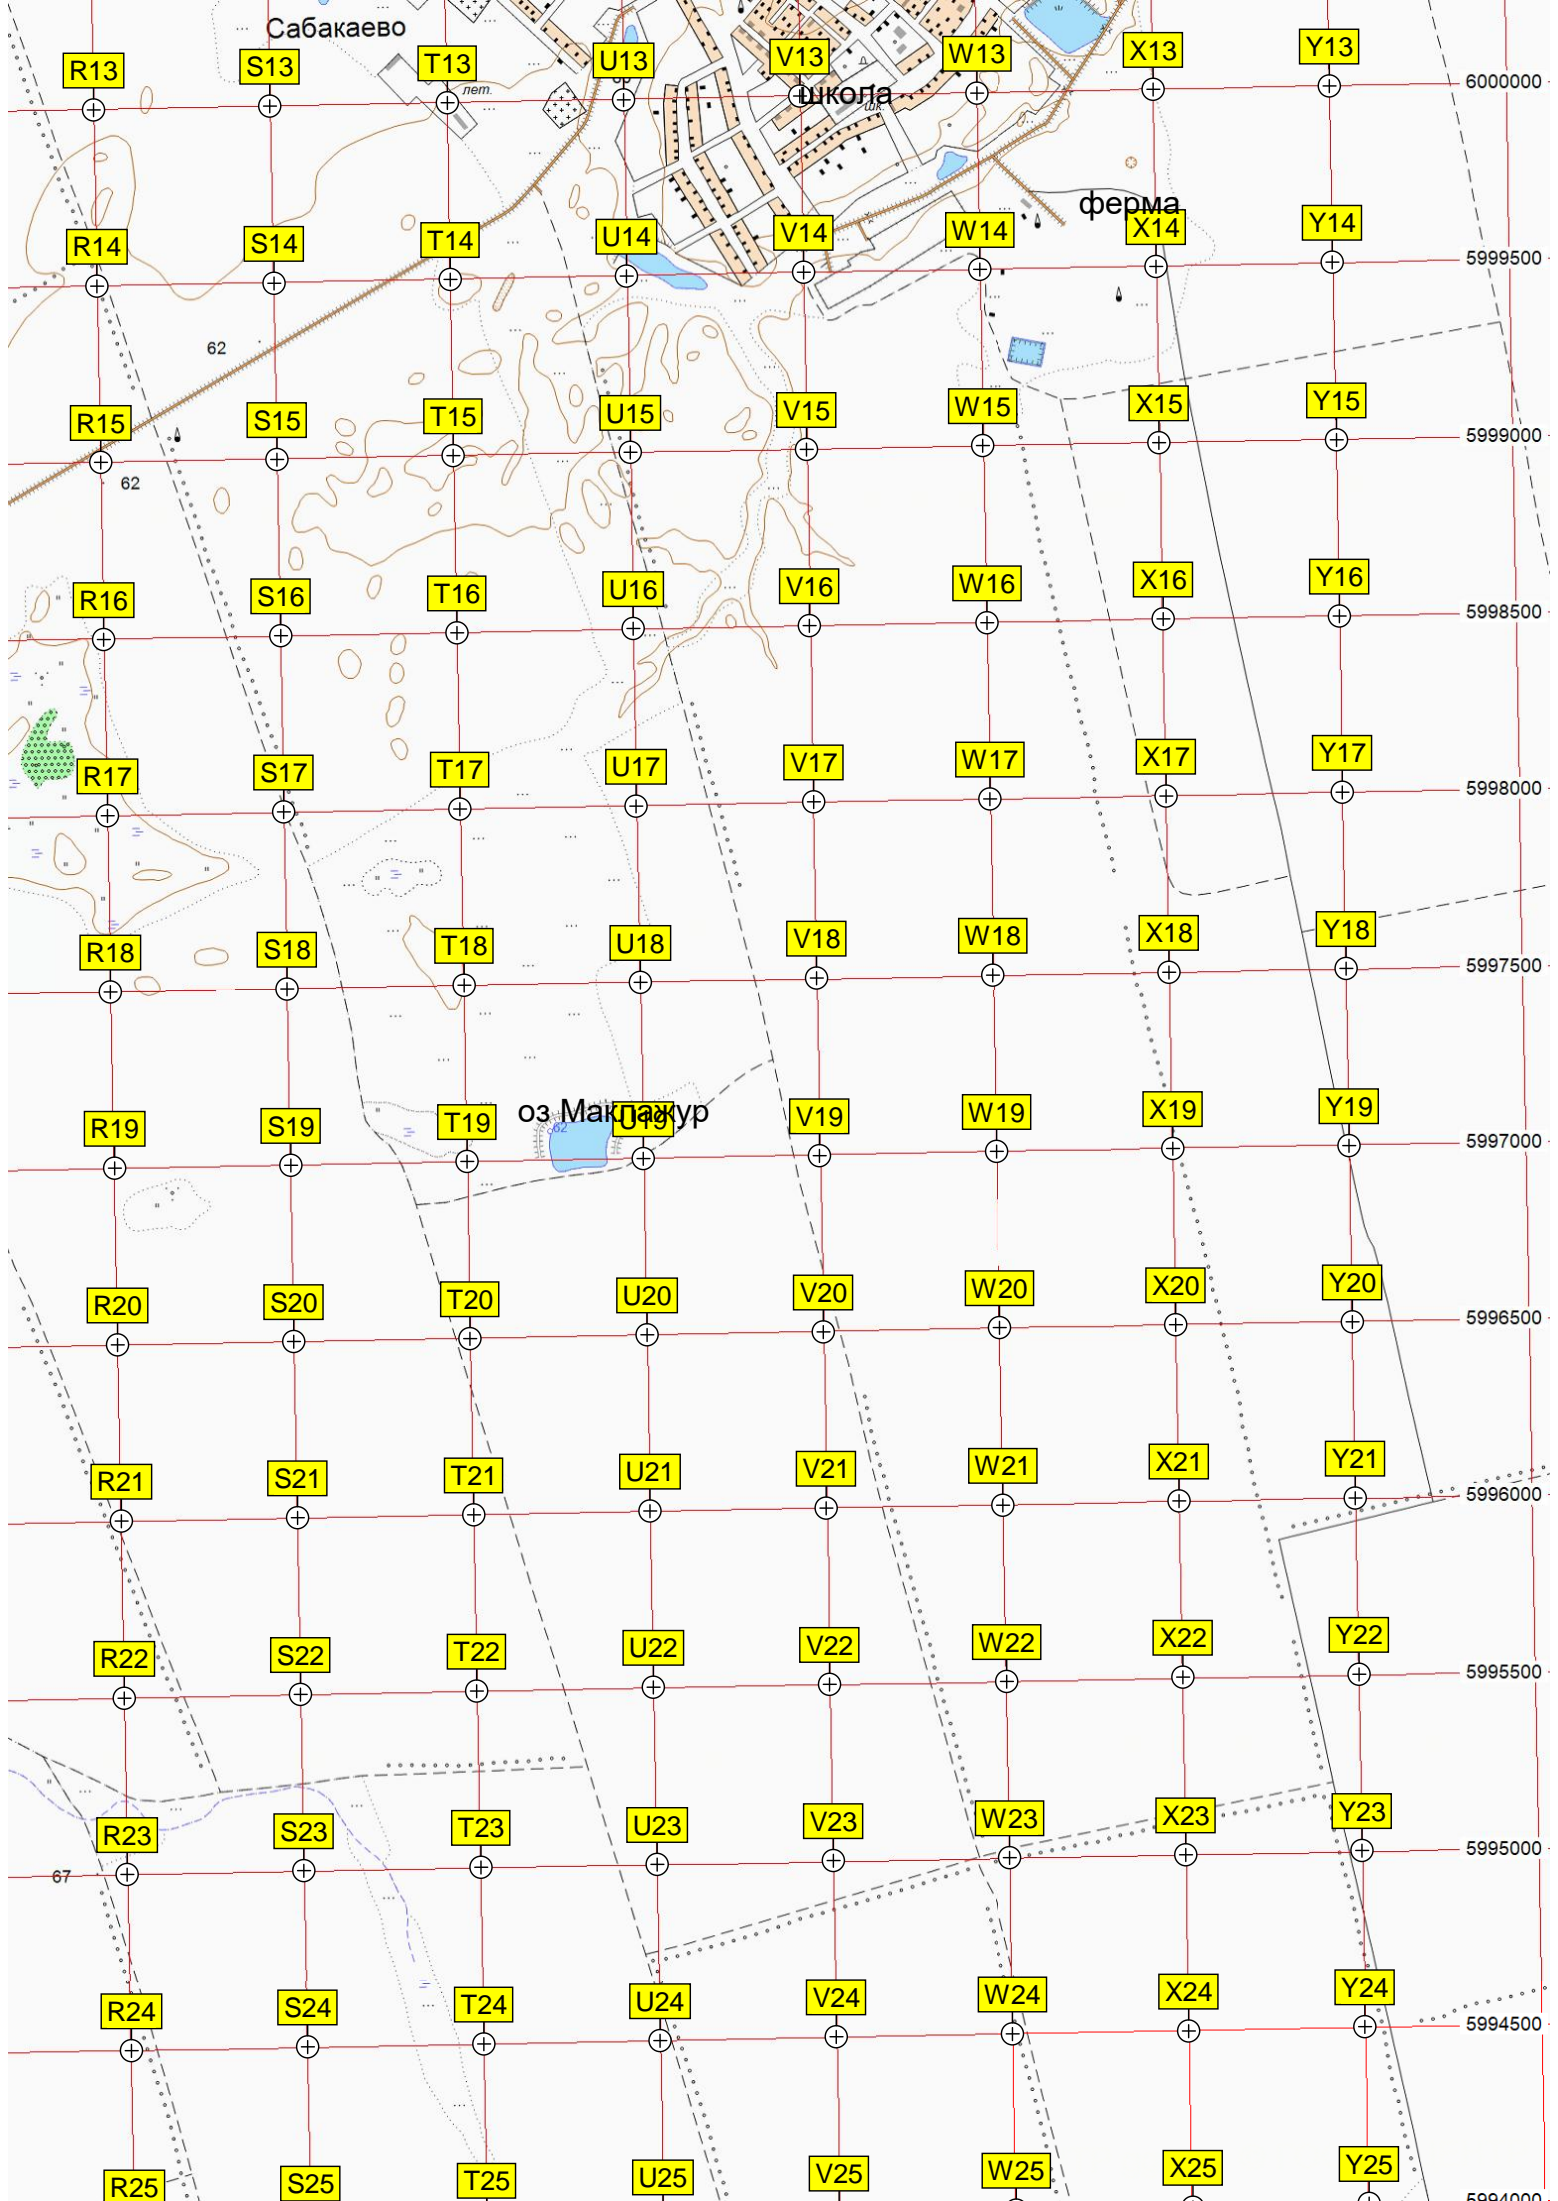 Сабакаево
R13 S13 T13 U13 V13 W13 X13 Y13
лет.
школа
шк.
6000000
ферма
R14 S14 T14 U14 V14 W14 X14 Y14
5999500
62
R15 S15 T15 U15 V15 W15 X15 Y15
5999000
62
R16 S16 T16 U16 V16 W16 X16 Y16
5998500
R17 S17 T17 U17 V17 W17 X17 Y17
5998000
R18 S18 T18 U18 V18 W18 X18 Y18
5997500
оз Маклажур
62
R19 S19 T19 U19 V19 W19 X19 Y19
5997000
R20 S20 T20 U20 V20 W20 X20 Y20
5996500
R21 S21 T21 U21 V21 W21 X21 Y21
5996000
R22 S22 T22 U22 V22 W22 X22 Y22
5995500
R23 S23 T23 U23 V23 W23 X23 Y23
5995000
67
R24 S24 T24 U24 V24 W24 X24 Y24
5994500
R25 S25 T25 U25 V25 W25 X25 Y25
5994000